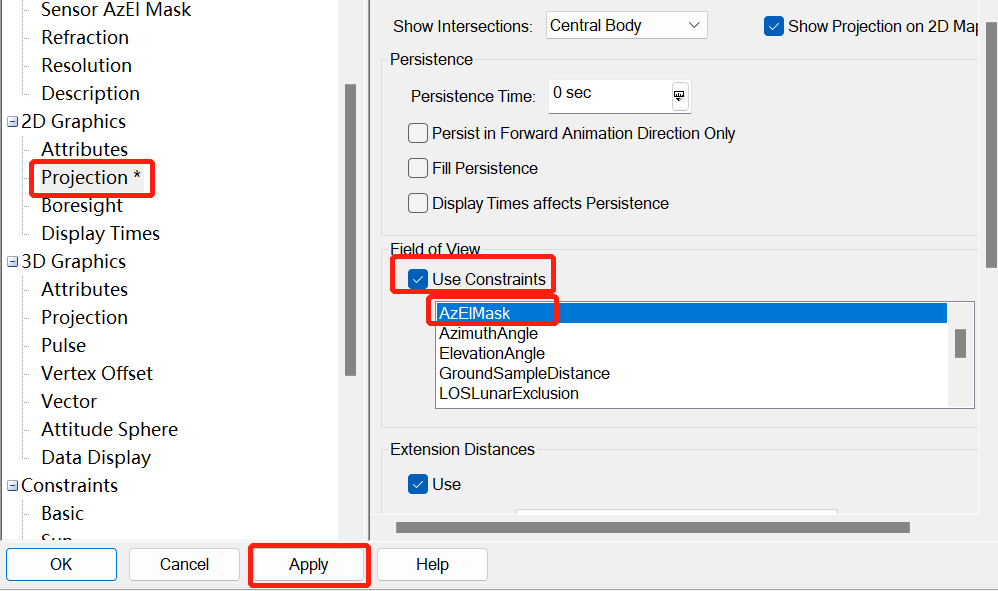 Sensor AzEl Mask
Refraction
Resolution
Description
2D Graphics
Attributes
Projection *
Boresight
Display Times
3D Graphics
Attributes
Projection
Pulse
Vertex Offset
Vector
Attitude Sphere
Data Display
Constraints
Basic
Sun
Show Intersections: Central Body
Show Projection on 2D Map
Persistence
Persistence Time: 0 sec
Persist in Forward Animation Direction Only
Fill Persistence
Display Times affects Persistence
Field of View
Use Constraints
AzElMask
AzimuthAngle
ElevationAngle
GroundSampleDistance
LOSLunarExclusion
Extension Distances
Use
OK Cancel Apply Help